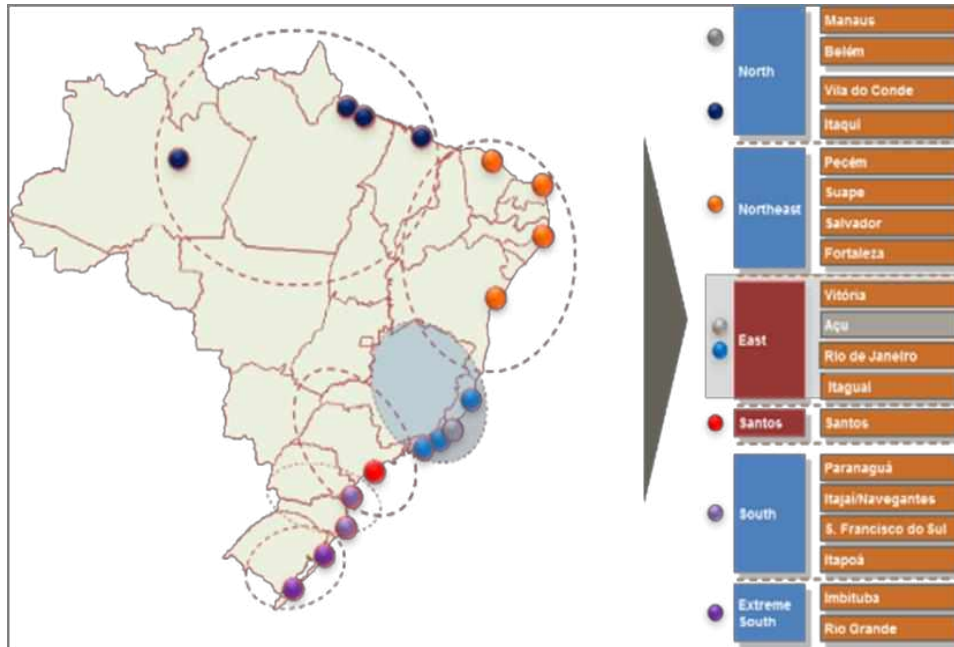 North
Manaus
Belém
Vila do Conde
Itaqui
Northeast
Pecém
Suape
Salvador
Fortaleza
East
Vitória
Açu
Rio de Janeiro
Itaguaí
Santos
Santos
South
Paranaguá
Itajaí/Navegantes
S. Francisco do Sul
Itapoá
Extreme
South
Imbituba
Rio Grande